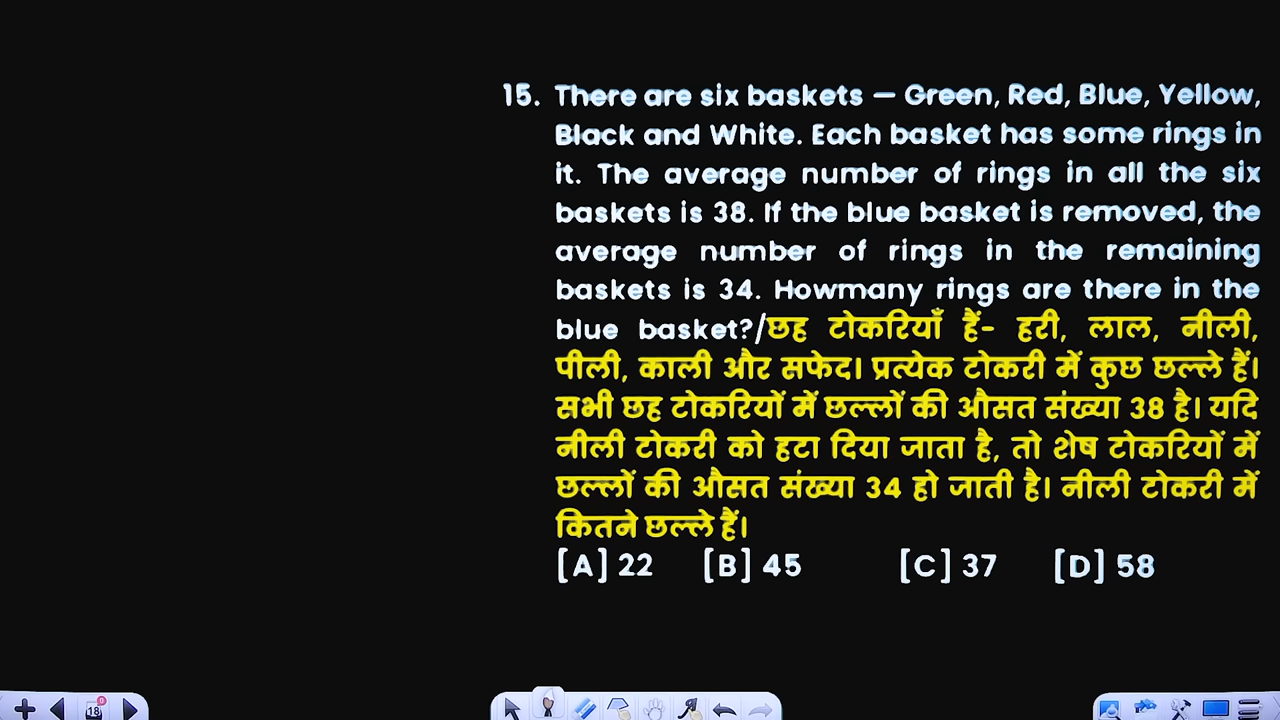 15. There are six baskets – Green, Red, Blue, Yellow,
Black and White. Each basket has some rings in
it. The average number of rings in all the six
baskets is 38. If the blue basket is removed, the
average number of rings in the remaining
baskets is 34. Howmany rings are there in the
blue basket?/छह टोकरियाँ हैं- हरी, लाल, नीली,
पीली, काली और सफेद। प्रत्येक टोकरी में कुछ छल्ले हैं।
सभी छह टोकरियों में छल्लों की औसत संख्या 38 है। यदि
नीली टोकरी को हटा दिया जाता है, तो शेष टोकरियों में
छल्लों की औसत संख्या 34 हो जाती है। नीली टोकरी में
कितने छल्ले हैं।
[A] 22 [B] 45 [C] 37 [D] 58
18